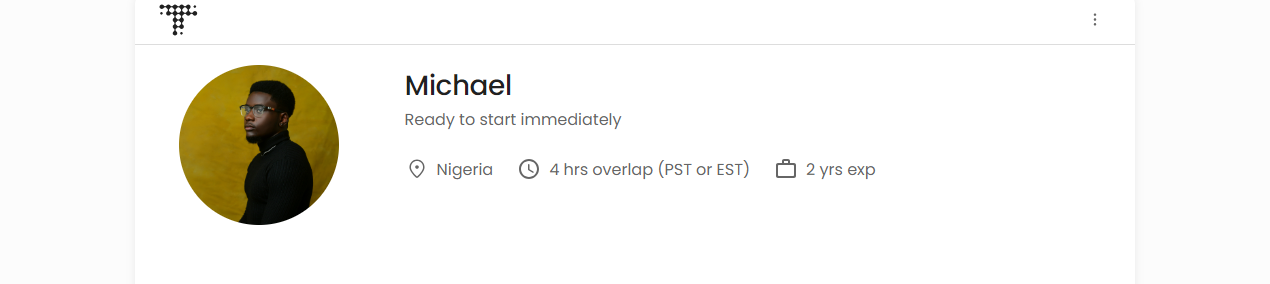 Michael
Ready to start immediately
Nigeria 4 hrs overlap (PST or EST) 2 yrs exp